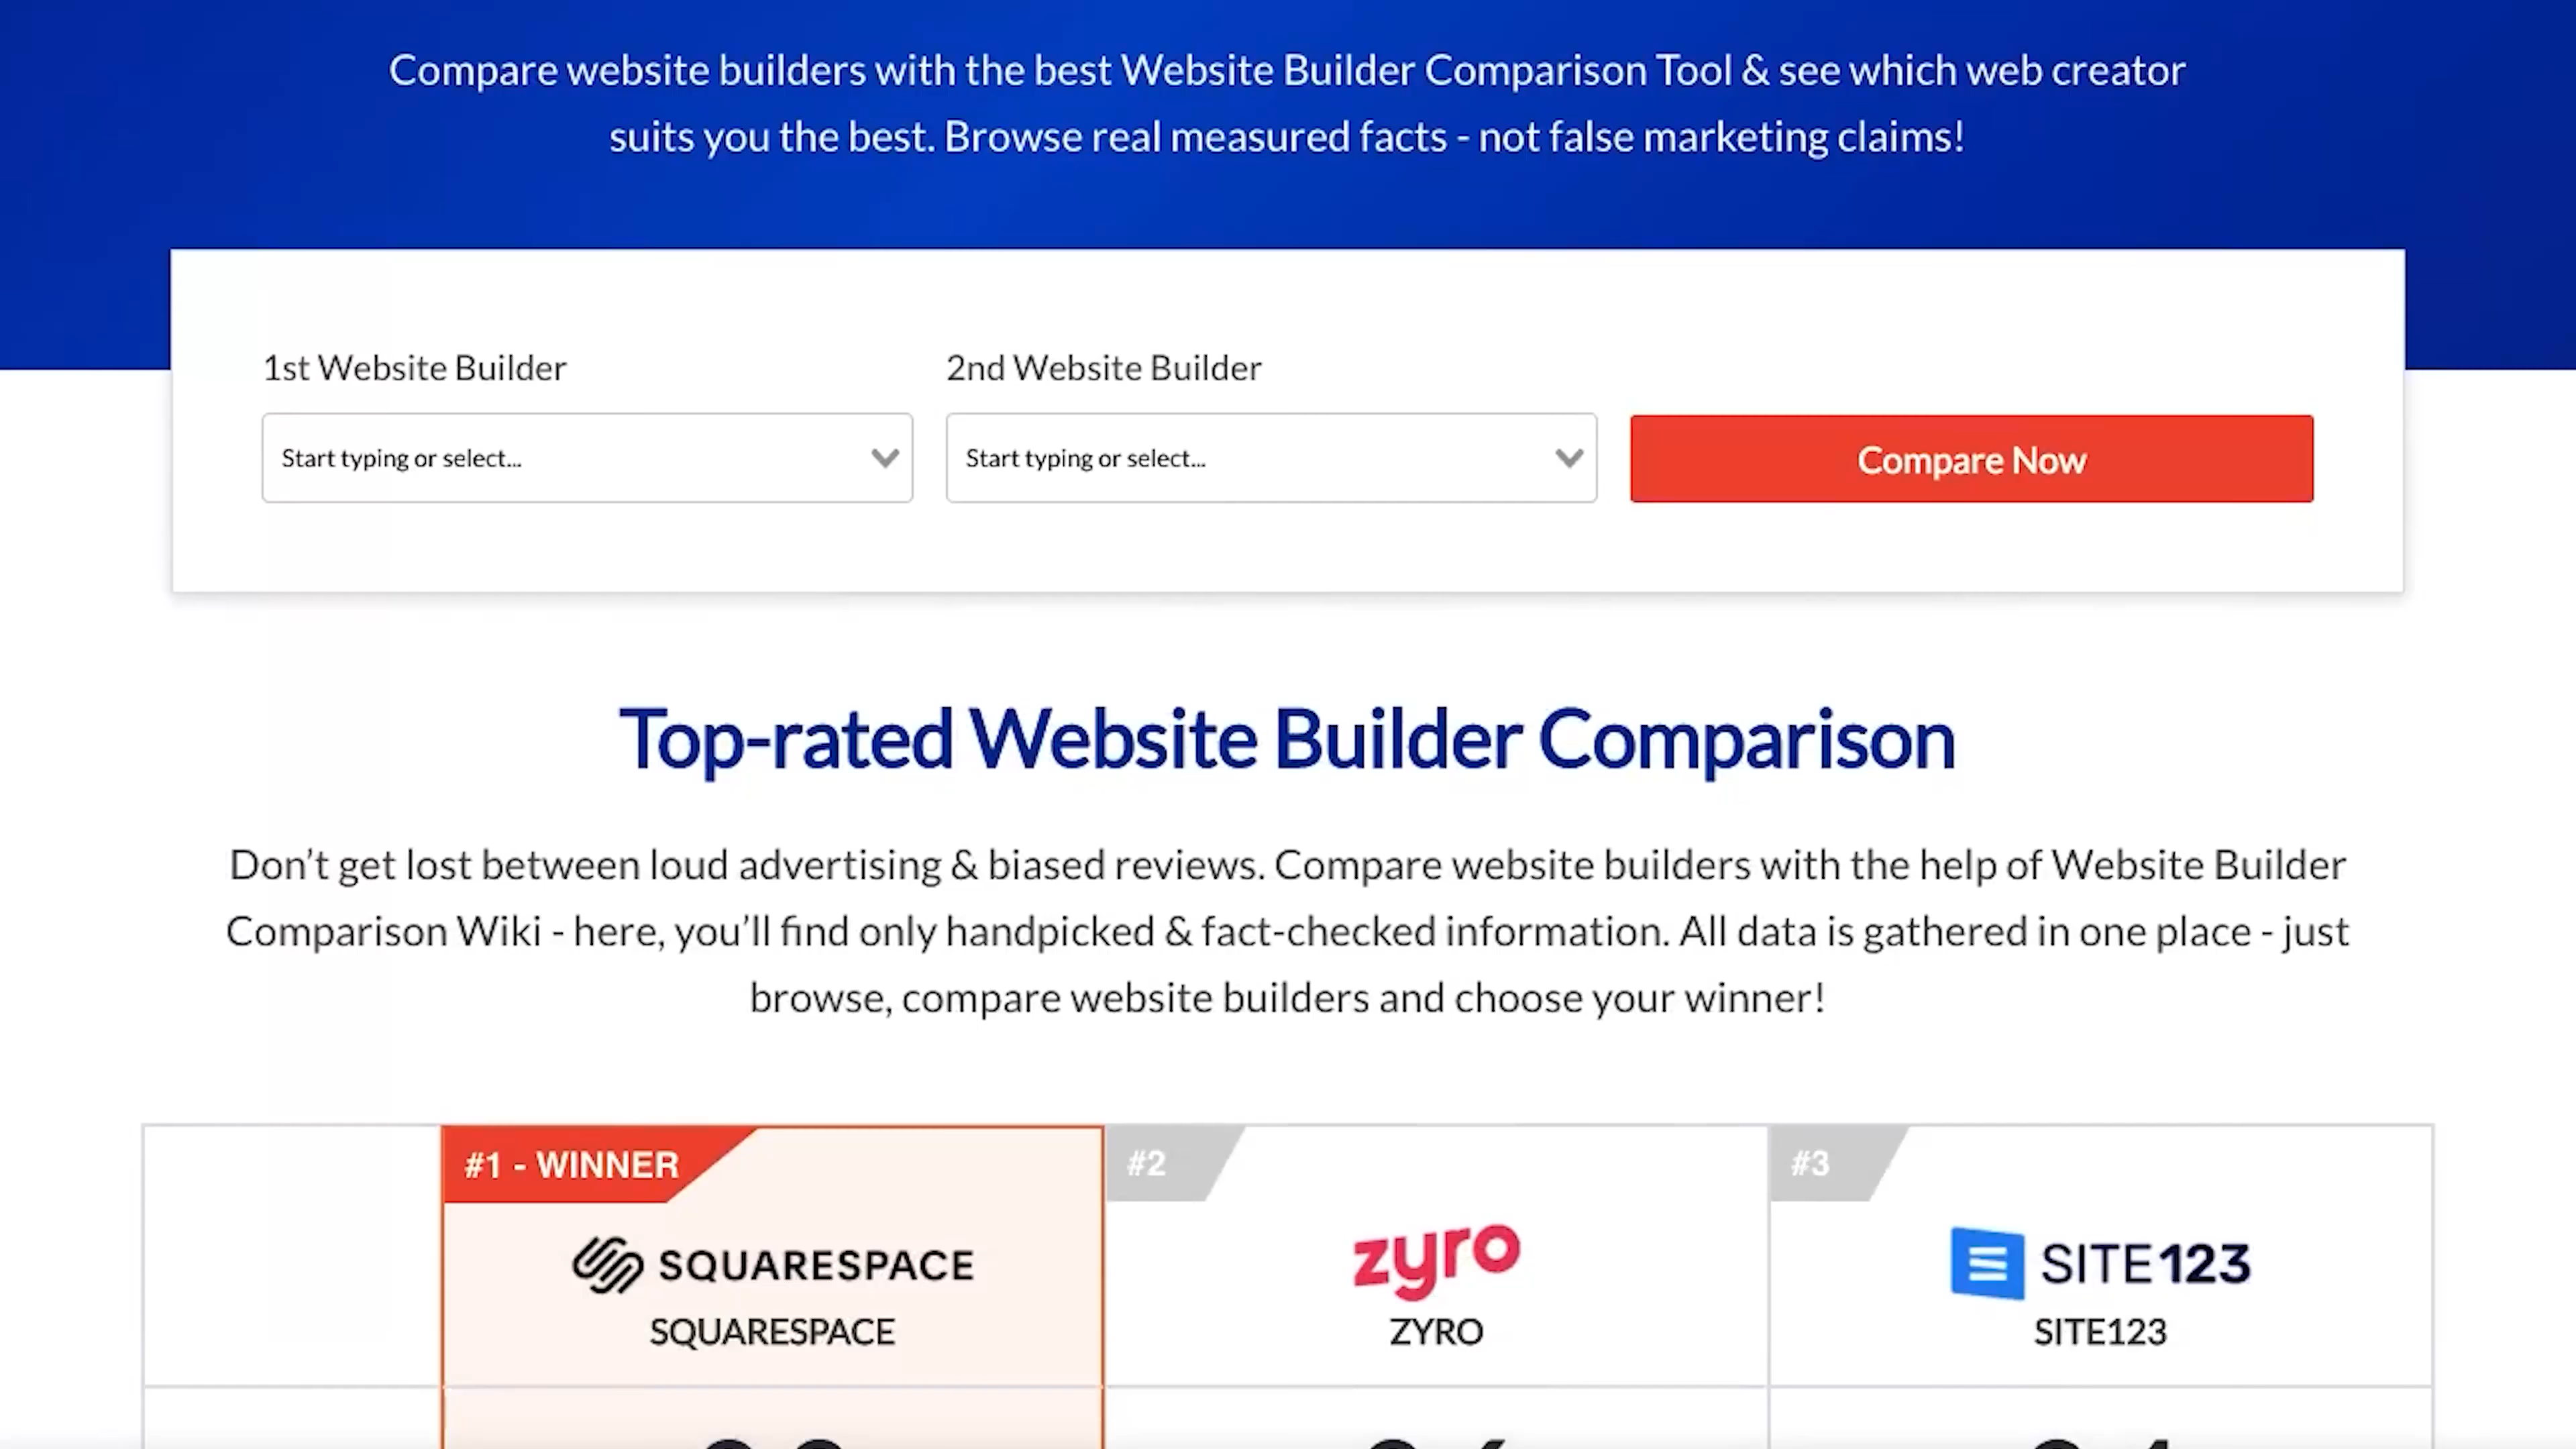 Compare website builders with the best Website Builder Comparison Tool & see which web creator
suits you the best. Browse real measured facts - not false marketing claims!
1st Website Builder
2nd Website Builder
Start typing or select...
Start typing or select...
Compare Now
Top-rated Website Builder Comparison
Don’t get lost between loud advertising & biased reviews. Compare website builders with the help of Website Builder
Comparison Wiki - here, you’ll find only handpicked & fact-checked information. All data is gathered in one place - just
browse, compare website builders and choose your winner!
#1 - WINNER
#2
#3
SQUARESPACE
zyro
SITE123
SQUARESPACE
ZYRO
SITE123